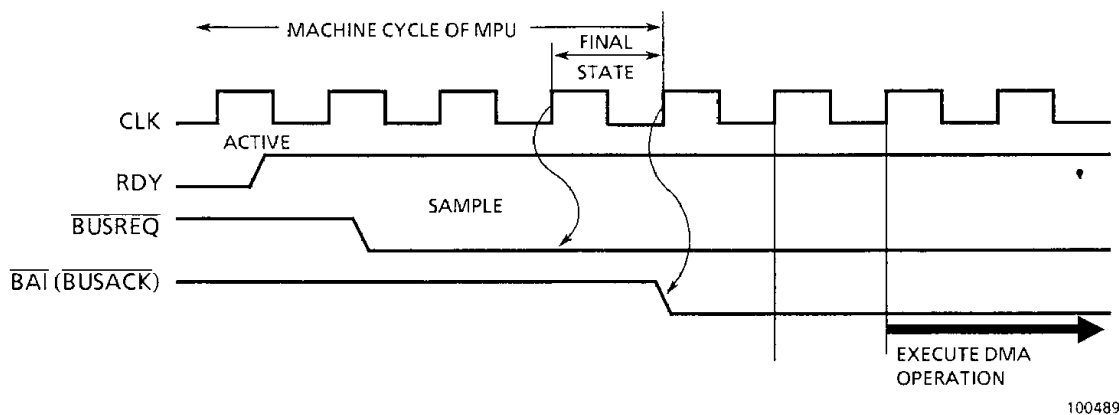 MACHINE CYCLE OF MPU
FINAL
STATE
CLK
ACTIVE
RDY
SAMPLE
BUSREQ
BAI (BUSACK)
EXECUTE DMA
OPERATION
100489